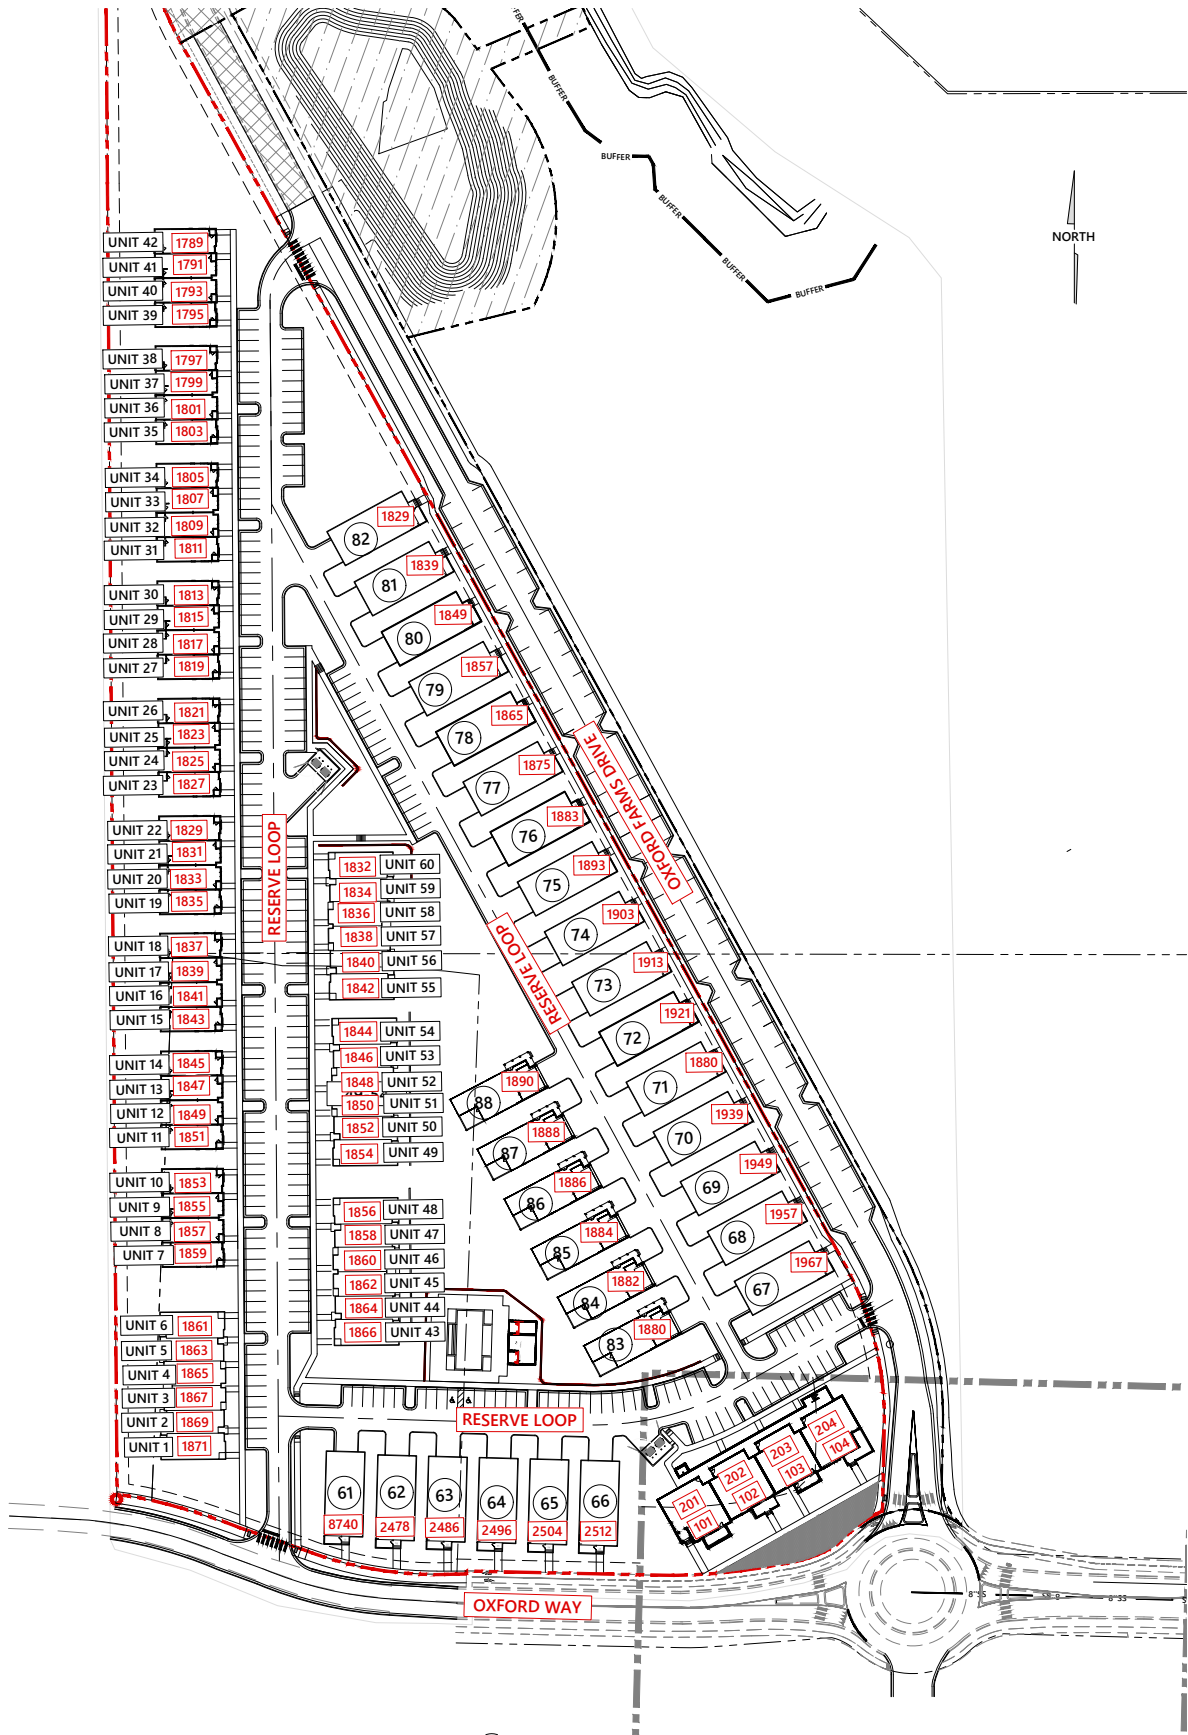 BUFFER
BUFFER
BUFFER
BUFFER
BUFFER
BUFFER
NORTH
UNIT 42 1789
UNIT 41 1791
UNIT 40 1793
UNIT 39 1795
UNIT 38 1797
UNIT 37 1799
UNIT 36 1801
UNIT 35 1803
UNIT 34 1805
UNIT 33 1807
UNIT 32 1809
UNIT 31 1811
UNIT 30 1813
UNIT 29 1815
UNIT 28 1817
UNIT 27 1819
UNIT 26 1821
UNIT 25 1823
UNIT 24 1825
UNIT 23 1827
UNIT 22 1829
UNIT 21 1831
UNIT 20 1833
UNIT 19 1835
UNIT 18 1837
UNIT 17 1839
UNIT 16 1841
UNIT 15 1843
UNIT 14 1845
UNIT 13 1847
UNIT 12 1849
UNIT 11 1851
UNIT 10 1853
UNIT 9 1855
UNIT 8 1857
UNIT 7 1859
UNIT 6 1861
UNIT 5 1863
UNIT 4 1865
UNIT 3 1867
UNIT 2 1869
UNIT 1 1871
RESERVE LOOP
1832 UNIT 60
1834 UNIT 59
1836 UNIT 58
1838 UNIT 57
1840 UNIT 56
1842 UNIT 55
1844 UNIT 54
1846 UNIT 53
1848 UNIT 52
1850 UNIT 51
1852 UNIT 50
1854 UNIT 49
1856 UNIT 48
1858 UNIT 47
1860 UNIT 46
1862 UNIT 45
1864 UNIT 44
1866 UNIT 43
82 1829
81 1839
80 1849
79 1857
78 1865
77 1875
76 1883
75 1893
74 1903
73 1913
72 1921
71 1880
70 1939
69 1949
68 1957
67 1967
OXFORD FARMS DRIVE
RESERVE LOOP
88 1890
87 1888
86 1886
85 1884
84 1882
83 1880
RESERVE LOOP
61 8740
62 2478
63 2486
64 2496
65 2504
66 2512
201 101
202 102
203 103
204 104
OXFORD WAY